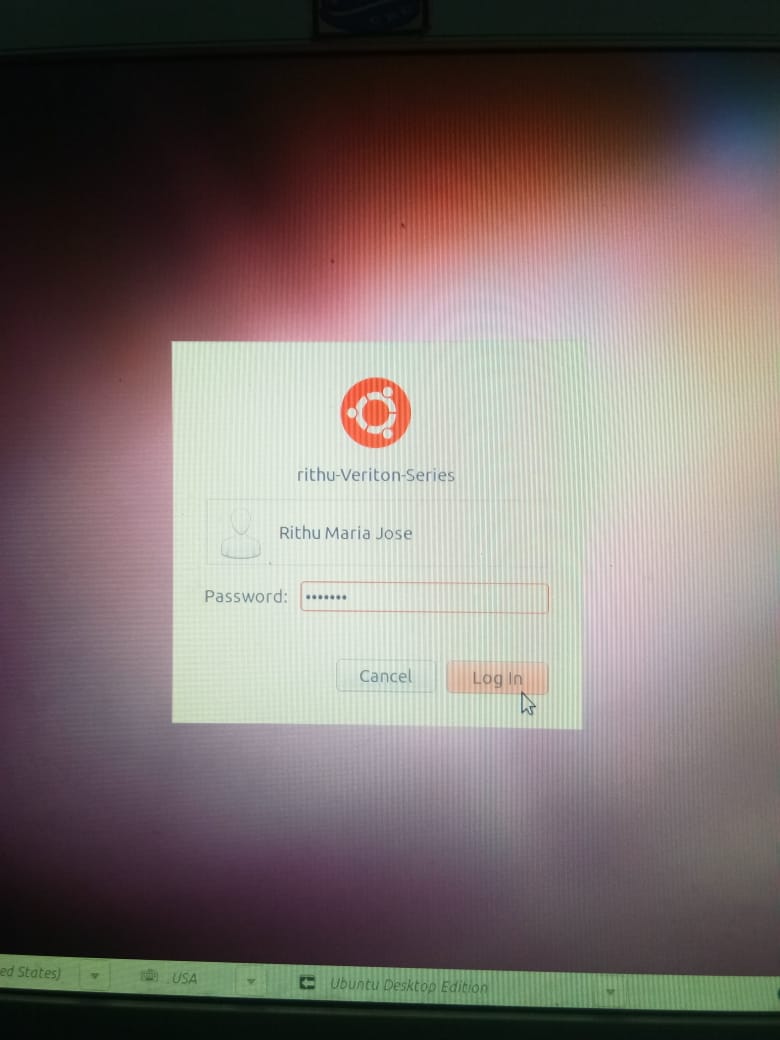 rithu-Veriton-Series
Rithu Maria Jose
Password: •••••••
Cancel Log In
ed States) USA Ubuntu Desktop Edition